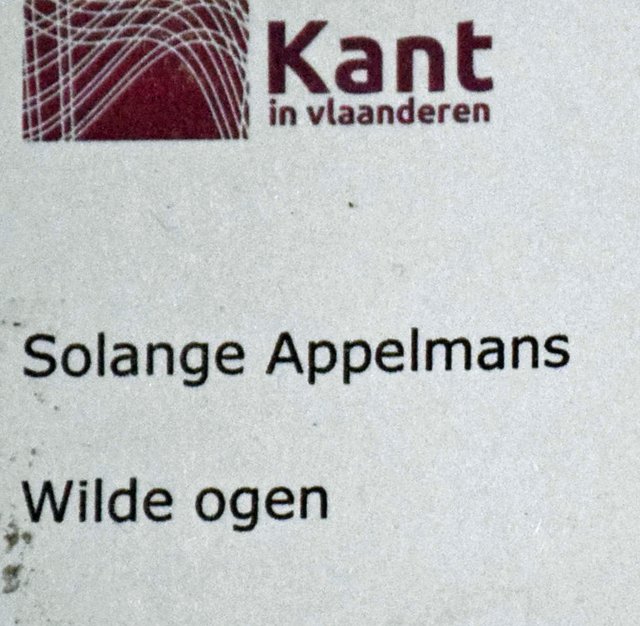 Kant
in vlaanderen
Solange Appelmans
Wilde ogen